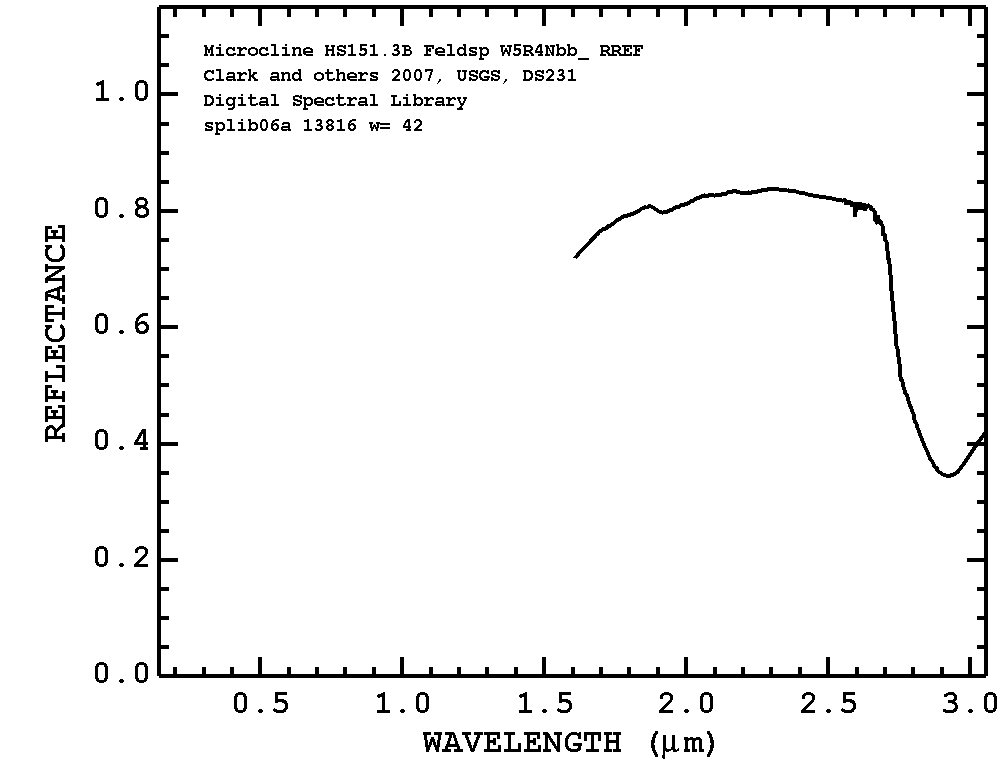 Microcline HS151.3B Feldsp W5R4Nbb_ RREF
Clark and others 2007, USGS, DS231
Digital Spectral Library
splib06a 13816 w= 42
REFLECTANCE
1.0
0.8
0.6
0.4
0.2
0.0
0.5 1.0 1.5 2.0 2.5 3.0
WAVELENGTH (μm)